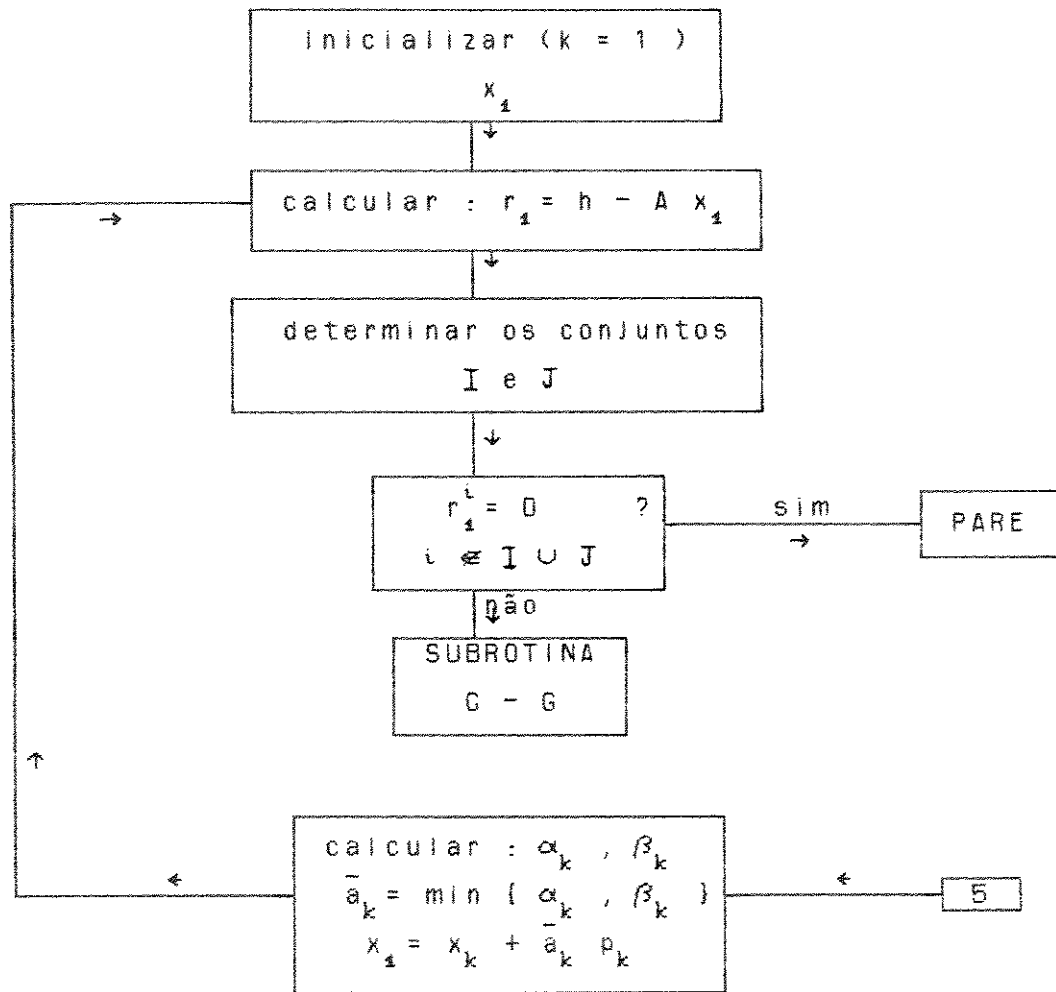 inicializar (k = 1 )
x₁
calcular : r₁ = h - A x₁
determinar os conjuntos
I e J
r₁ⁱ = 0 ?
i ∉ I ∪ J
sim
→
PARE
não
SUBROTINA
G - G
calcular : αₖ , βₖ
āₖ = min { αₖ , βₖ }
x₁ = xₖ + āₖ pₖ
5